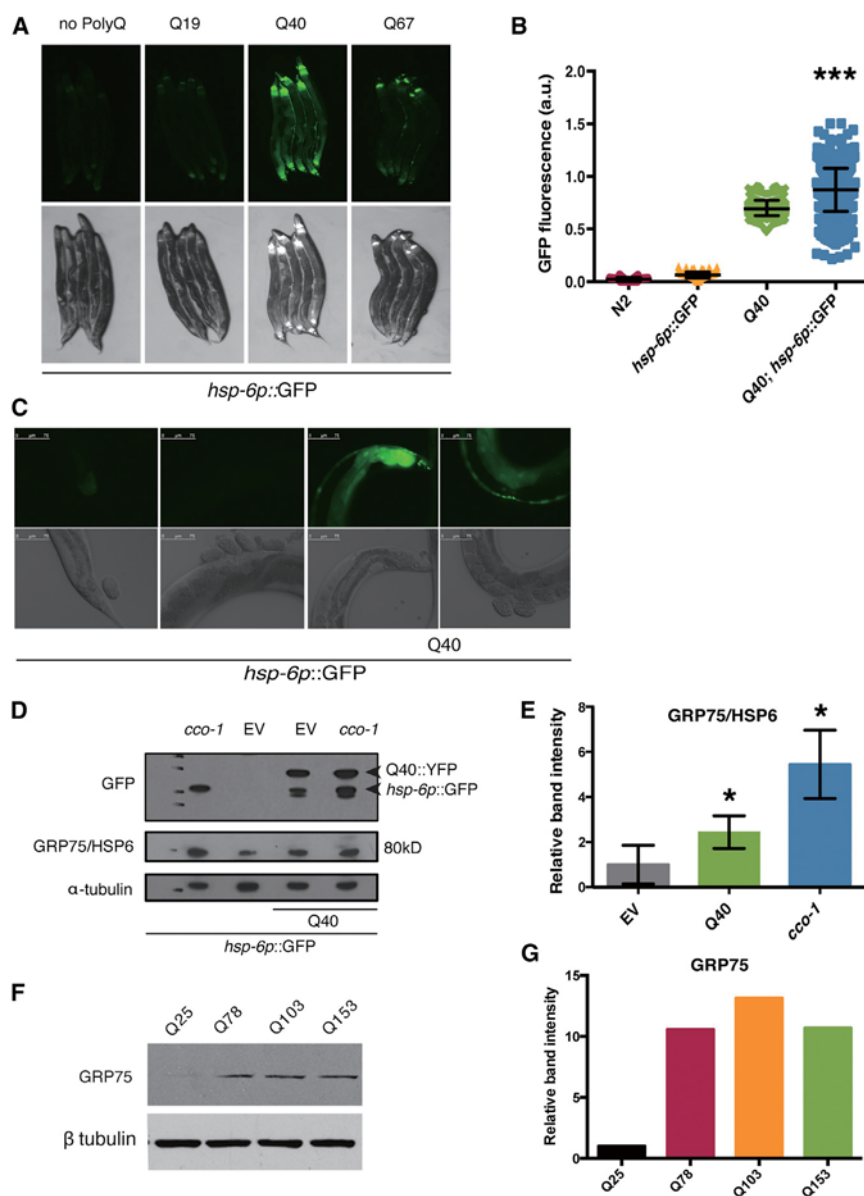 A
no PolyQ Q19 Q40 Q67
hsp-6p::GFP
B
GFP fluorescence (a.u.)
2.0
1.5
1.0
0.5
0.0
***
N2
hsp-6p::GFP
Q40
Q40; hsp-6p::GFP
C
Q40
hsp-6p::GFP
D
cco-1 EV EV cco-1
GFP
Q40::YFP
hsp-6p::GFP
GRP75/HSP6
80kD
α-tubulin
Q40
hsp-6p::GFP
E
GRP75/HSP6
Relative band intensity
8
6
4
2
0
*
*
EV
Q40
cco-1
F
Q25 Q78 Q103 Q153
GRP75
β tubulin
G
GRP75
Relative band intensity
15
10
5
0
Q25
Q78
Q103
Q153